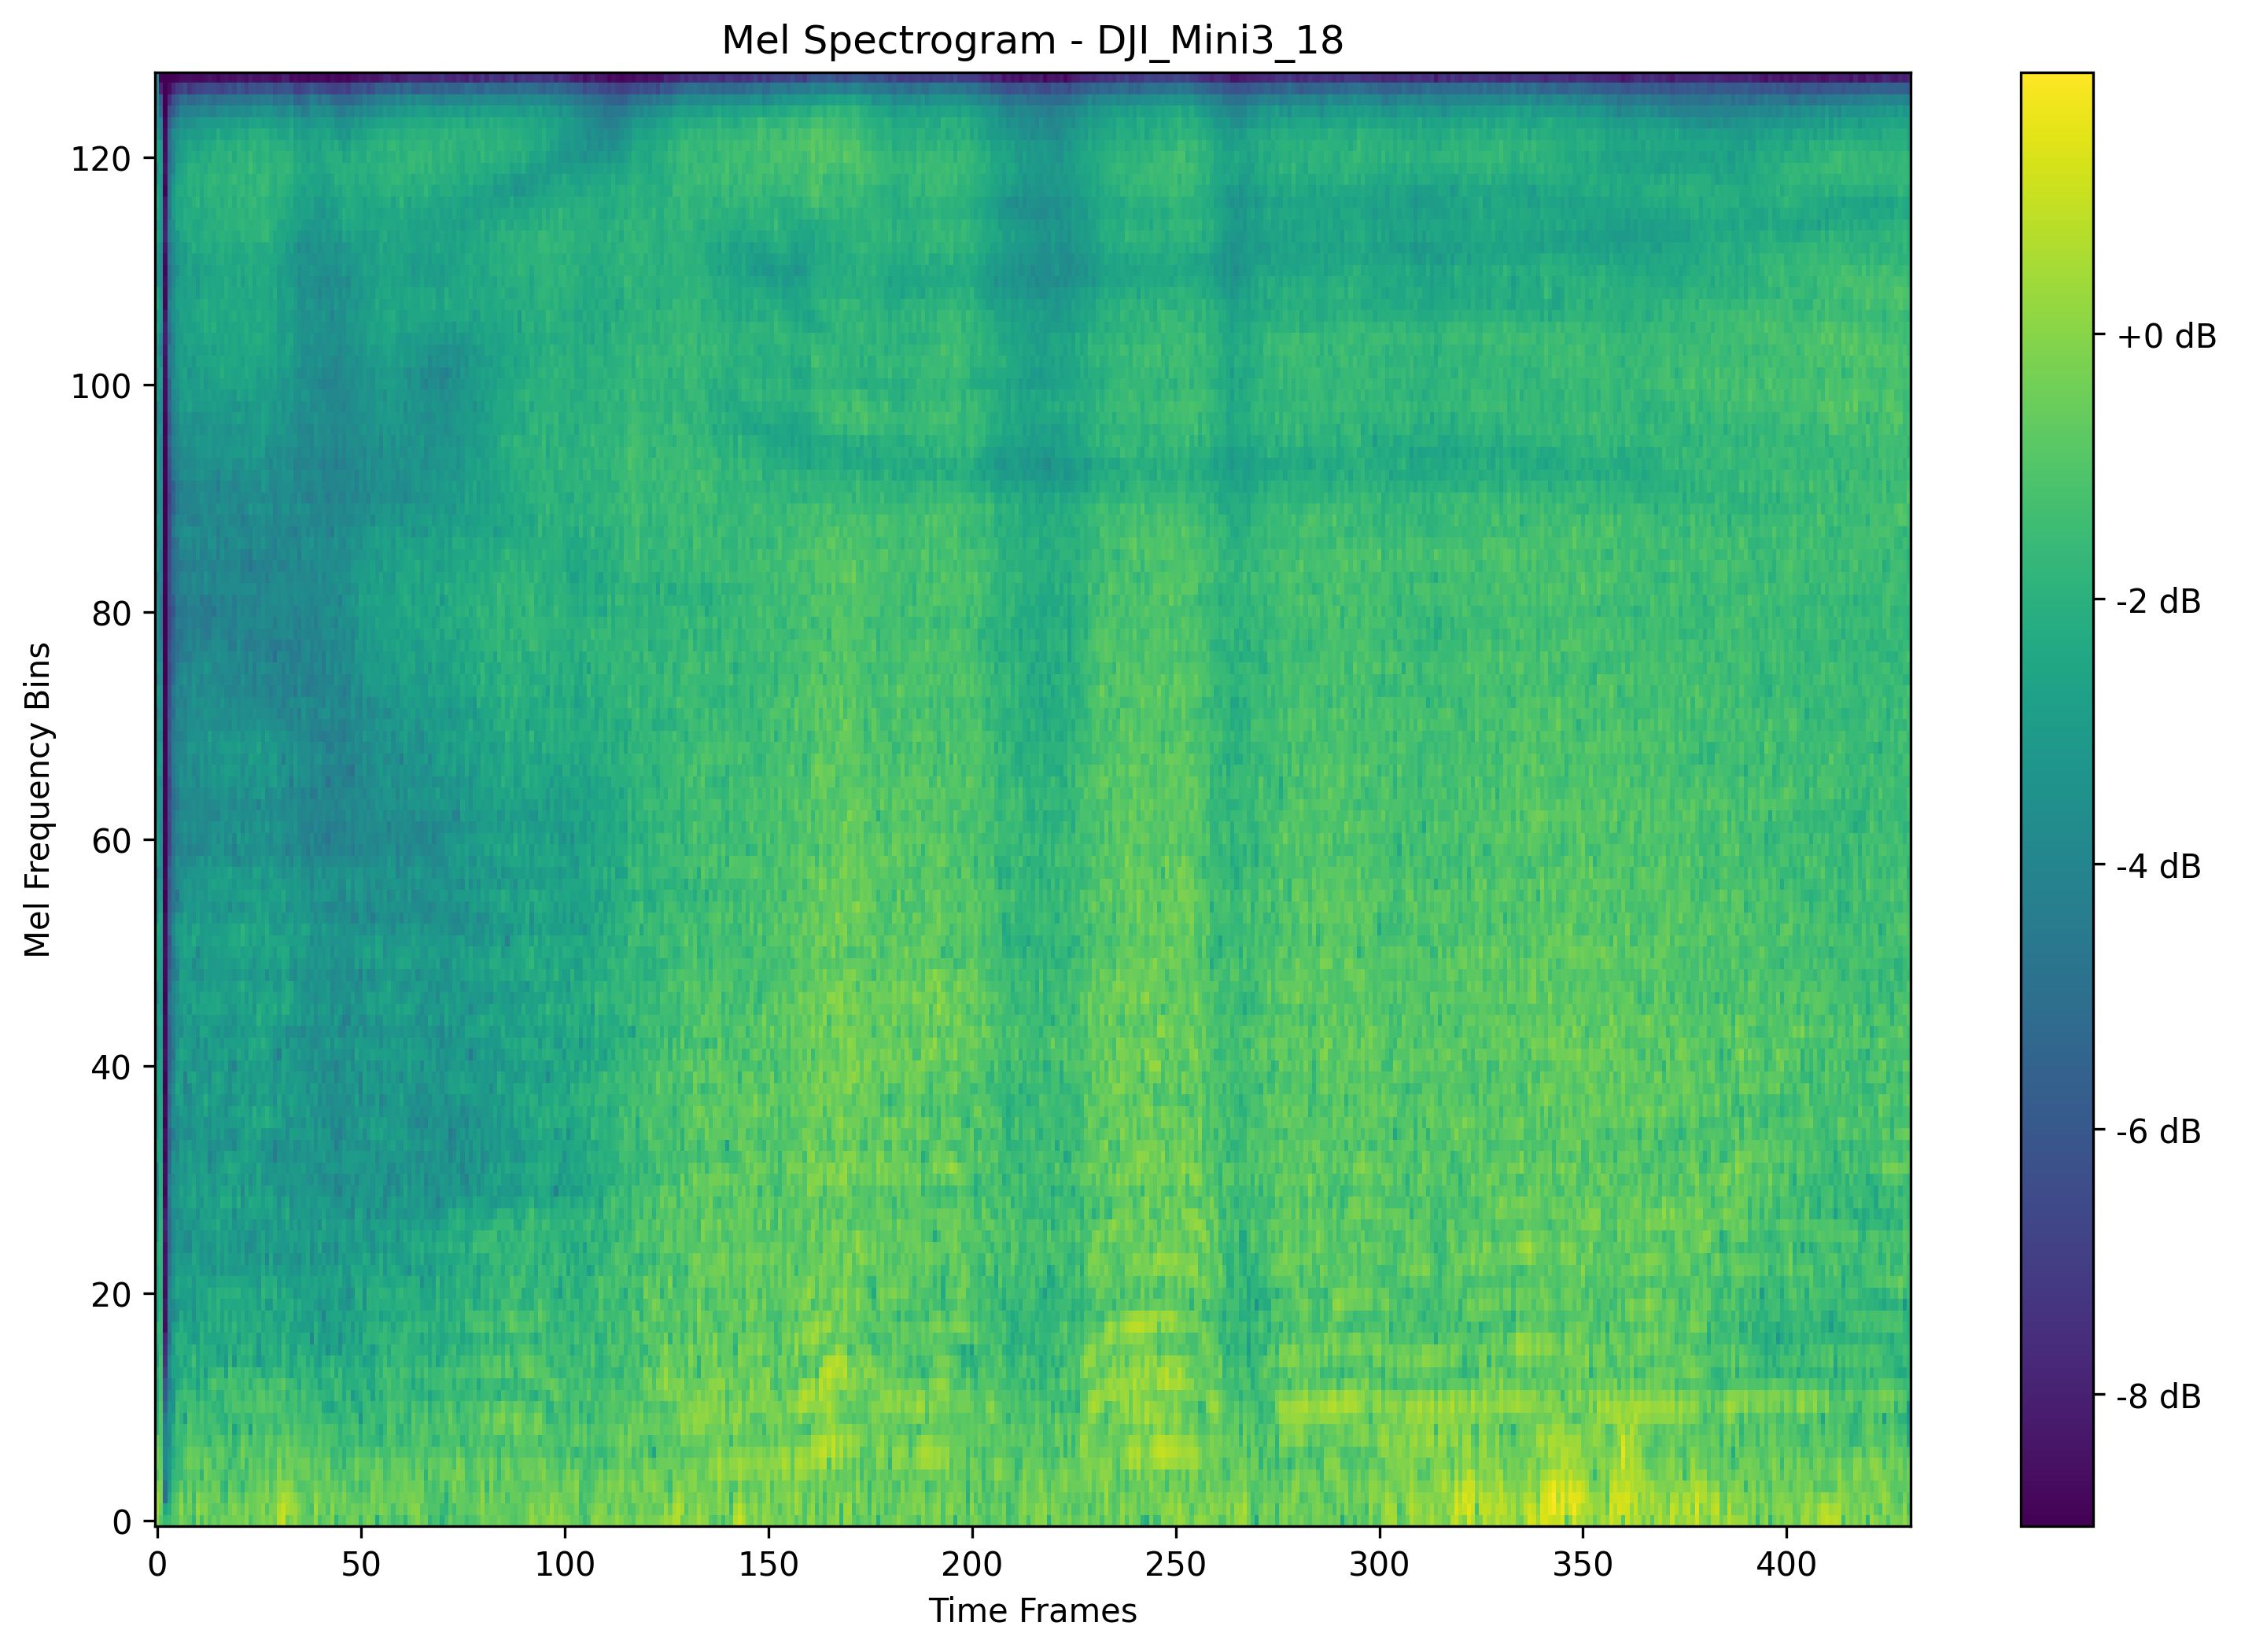 Mel Spectrogram - DJI_Mini3_18
Mel Frequency Bins
120
100
80
60
40
20
0
0 50 100 150 200 250 300 350 400
Time Frames
+0 dB
-2 dB
-4 dB
-6 dB
-8 dB